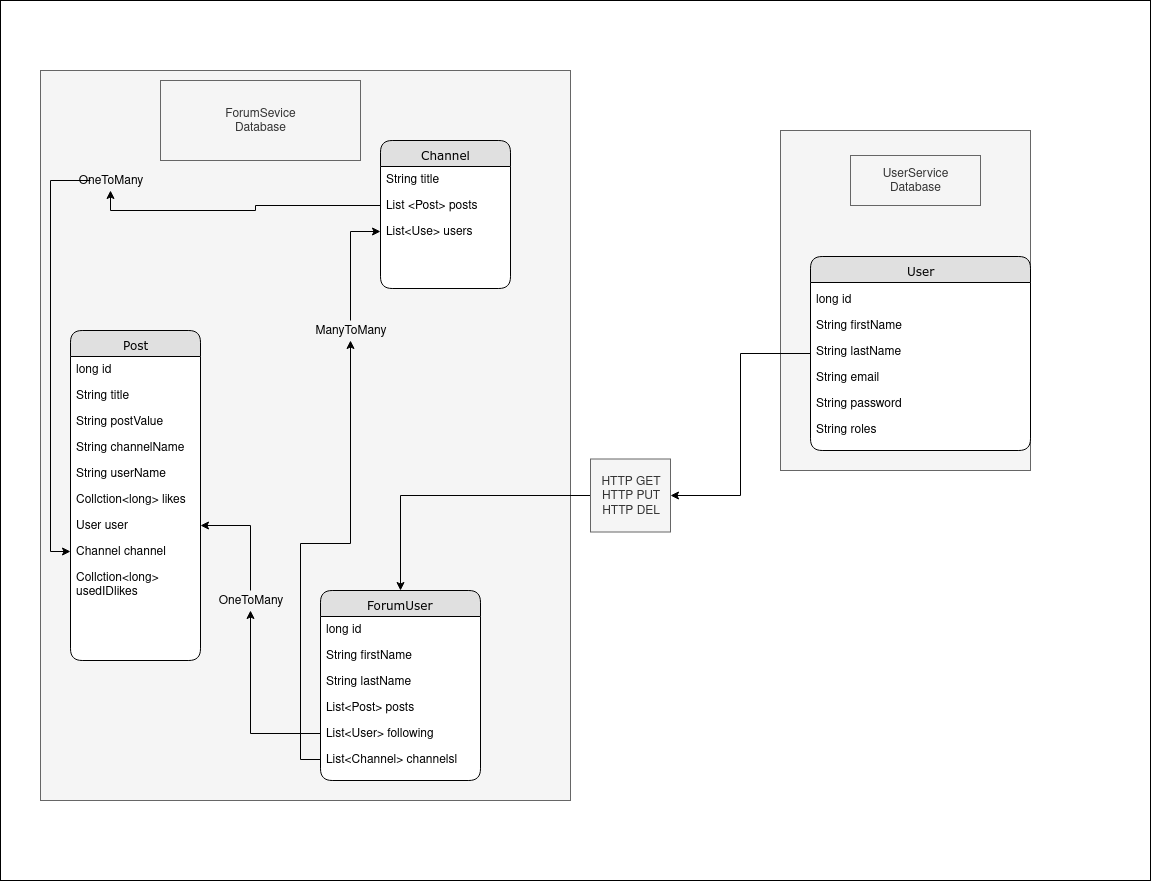 ForumSevice
Database
Channel
String title
List <Post> posts
List<Use> users
OneToMany
ManyToMany
Post
long id
String title
String postValue
String channelName
String userName
Collction<long> likes
User user
Channel channel
Collction<long>
usedIDlikes
OneToMany
ForumUser
long id
String firstName
String lastName
List<Post> posts
List<User> following
List<Channel> channelsl
HTTP GET
HTTP PUT
HTTP DEL
UserService
Database
User
long id
String firstName
String lastName
String email
String password
String roles